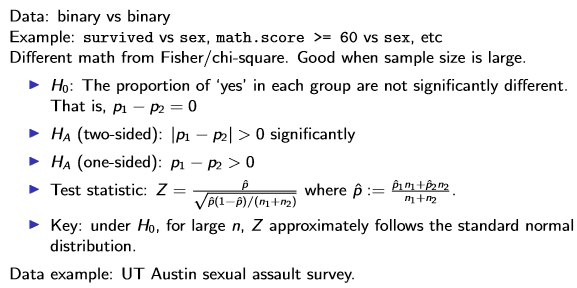 Data: binary vs binary
Example: survived vs sex, math.score >= 60 vs sex, etc
Different math from Fisher/chi-square. Good when sample size is large.
▶ H₀: The proportion of ‘yes’ in each group are not significantly different.
That is, p₁ − p₂ = 0
▶ H_A (two-sided): |p₁ − p₂| > 0 significantly
▶ H_A (one-sided): p₁ − p₂ > 0
▶ Test statistic: Z = p̂ / √(p̂(1−p̂)/(n₁+n₂)) where p̂ := (p̂₁n₁+p̂₂n₂)/(n₁+n₂).
▶ Key: under H₀, for large n, Z approximately follows the standard normal
distribution.
Data example: UT Austin sexual assault survey.